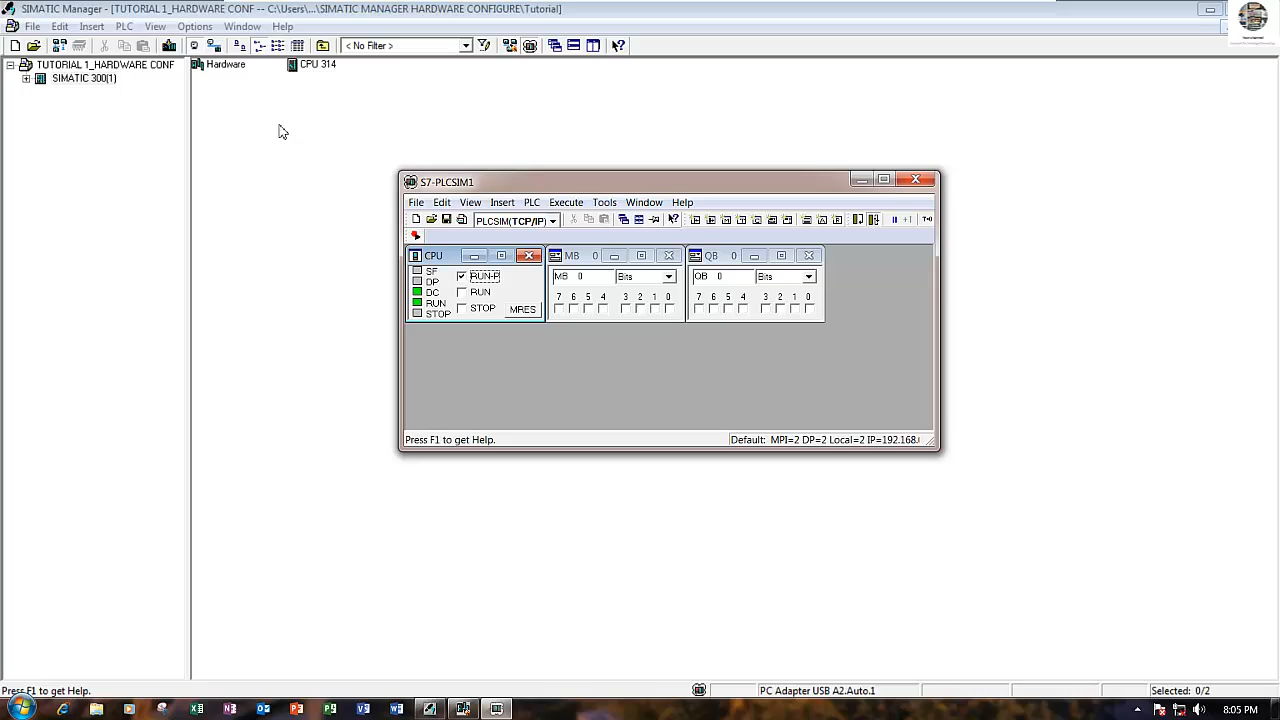 SIMATIC Manager - [TUTORIAL 1_HARDWARE CONF -- C:\Users\...\SIMATIC MANAGER HARDWARE CONFIGURE\Tutorial]
File Edit Insert PLC View Options Window Help
< No Filter >
TUTORIAL 1_HARDWARE CONF
SIMATIC 300(1)
Hardware CPU 314
S7-PLCSIM1
File Edit View Insert PLC Execute Tools Window Help
PLCSIM(TCP/IP)
CPU
SF
DP
DC
RUN
STOP
RUN-P
RUN
STOP
MRES
MB 0
MB 0 Bits
7 6 5 4 3 2 1 0
QB 0
QB 0 Bits
7 6 5 4 3 2 1 0
Press F1 to get Help. Default: MPI=2 DP=2 Local=2 IP=192.168.
Press F1 to get Help. PC Adapter USB A2.Auto.1 Selected: 0/2
8:05 PM